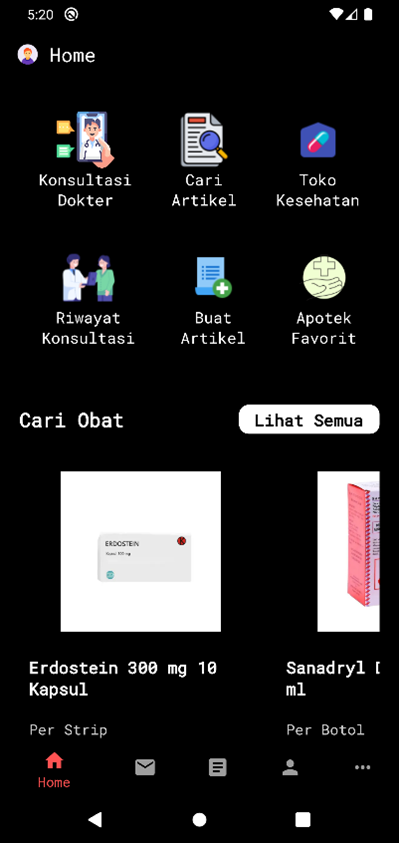 5:20
Home
Konsultasi
Dokter
Cari
Artikel
Toko
Kesehatan
Riwayat
Konsultasi
Buat
Artikel
Apotek
Favorit
Cari Obat
Lihat Semua
ERDOSTEIN
K
Erdostein 300 mg 10
Kapsul
Sanadryl
ml
Per Strip
Per Botol
Home